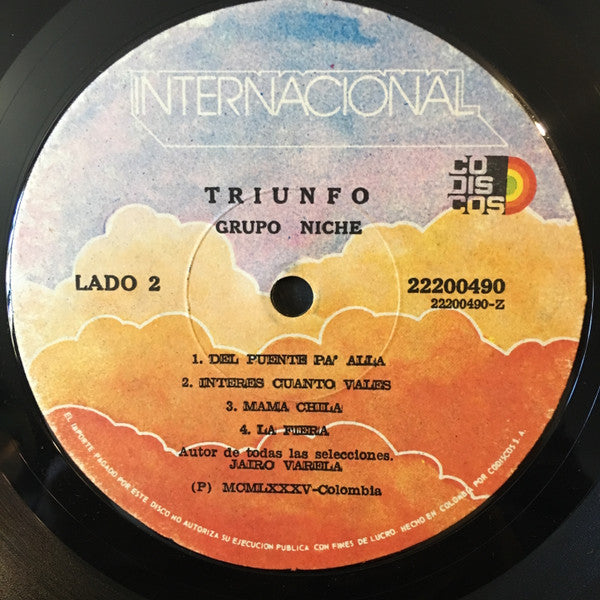 INTERNACIONAL
CO
DIS
COS
TRIUNFO
GRUPO NICHE
LADO 2
22200490
22200490-Z
1. DEL PUENTE PA' ALLA
2. INTERES CUANTO VALES
3. MAMA CHILA
4. LA FIERA
Autor de todas las selecciones.
JAIRO VARELA
(P) MCMLXXXV-Colombia
EL IMPORTE PAGADO POR ESTE DISCO NO AUTORIZA SU EJECUCION PUBLICA CON FINES DE LUCRO. HECHO EN COLOMBIA POR CODISCOS S. A.